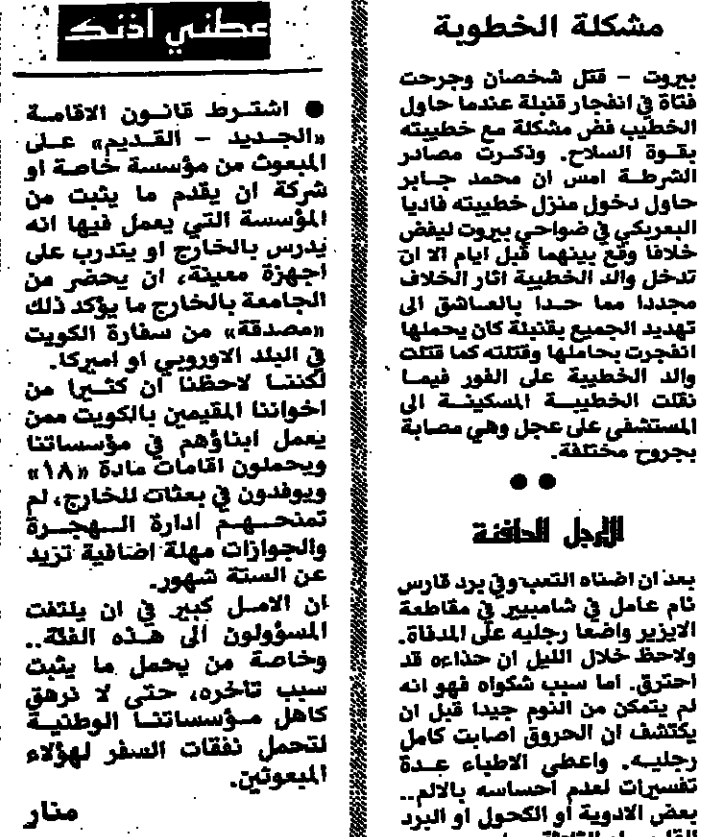 مشكلة الخطوبة
بيروت – قتل شخصان وجرحت
فتاة في انفجار قنبلة عندما حاول
الخطيب فض مشكلة مع خطيبته
بقوة السلاح. وذكرت مصادر
الشرطة امس ان محمد جابر
حاول دخول منزل خطيبته فاديا
البعريكي في ضواحي بيروت ليفض
خلافا وقع بينهما قبل ايام الا ان
تدخل والد الخطيبة اثار الخلاف
مجددا مما حدا بالعاشق الى
تهديد الجميع بقنبلة كان يحملها
انفجرت بحاملها وقتلته كما قتلت
والد الخطيبة على الفور فيما
نقلت الخطيبة المسكينة الى
المستشفى على عجل وهي مصابة
بجروح مختلفة.
● ●
الارجل الدافئة
بعد ان اضناه التعب وفي برد قارس
نام عامل في شامبيير في مقاطعة
الايزير واضعا رجليه على المدفاة.
ولاحظ خلال الليل ان حذاءه قد
احترق. اما سبب شكواه فهو انه
لم يتمكن من النوم جيدا قبل ان
يكتشف ان الحروق اصابت كامل
رجليه. واعطى الاطباء عدة
تفسيرات لعدم احساسه بالالم..
بعض الادوية أو الكحول او البرد
عطني اذنك
● اشترط قانون الاقامة
«الجديد – القديم» على
المبعوث من مؤسسة خاصة او
شركة ان يقدم ما يثبت من
المؤسسة التي يعمل فيها انه
يدرس بالخارج او يتدرب على
اجهزة معينة، ان يحضر من
الجامعة بالخارج ما يؤكد ذلك
«مصدقة» من سفارة الكويت
في البلد الاوروبي او اميركا.
لكننا لاحظنا ان كثيرا من
اخواننا المقيمين بالكويت ممن
يعمل ابناؤهم في مؤسساتنا
ويحملون اقامات مادة «١٨»
ويوفدون في بعثات للخارج، لم
تمنحهم ادارة الهجرة
والجوازات مهلة اضافية تزيد
عن الستة شهور.
ان الامل كبير في ان يلتفت
المسؤولون الى هذه الفئة..
وخاصة من يحمل ما يثبت
سبب تاخره، حتى لا نرهق
كاهل مؤسساتنا الوطنية
لتحمل نفقات السفر لهؤلاء
المبعوثين.
منار